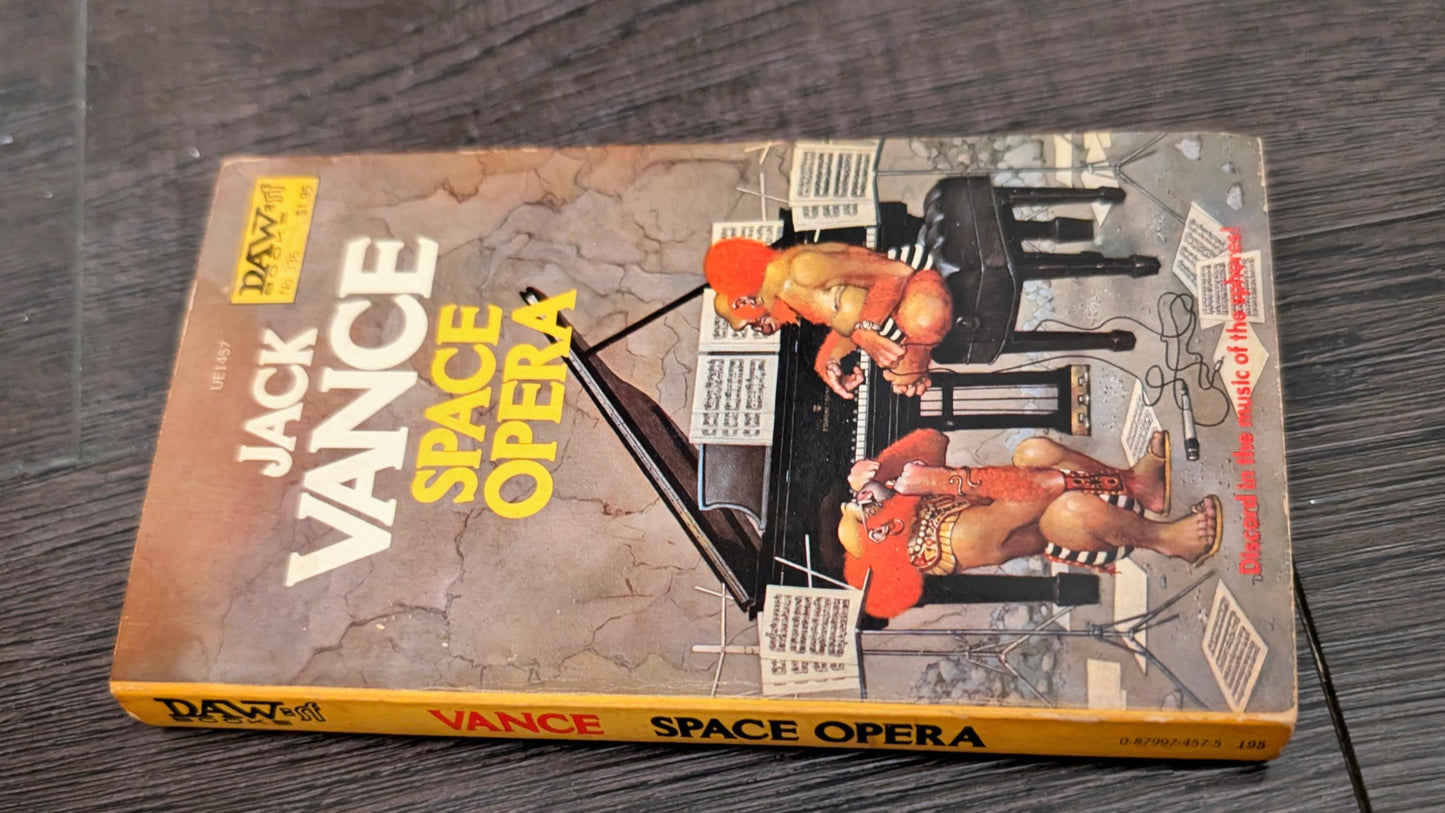 DAW=sf
BOOKS
No. 335 $1.95
UE1457
JACK
VANCE
SPACE
OPERA
Discord in the music of the spheres!
DAW=sf
BOOKS
VANCE SPACE OPERA
0-87997-457-5 195